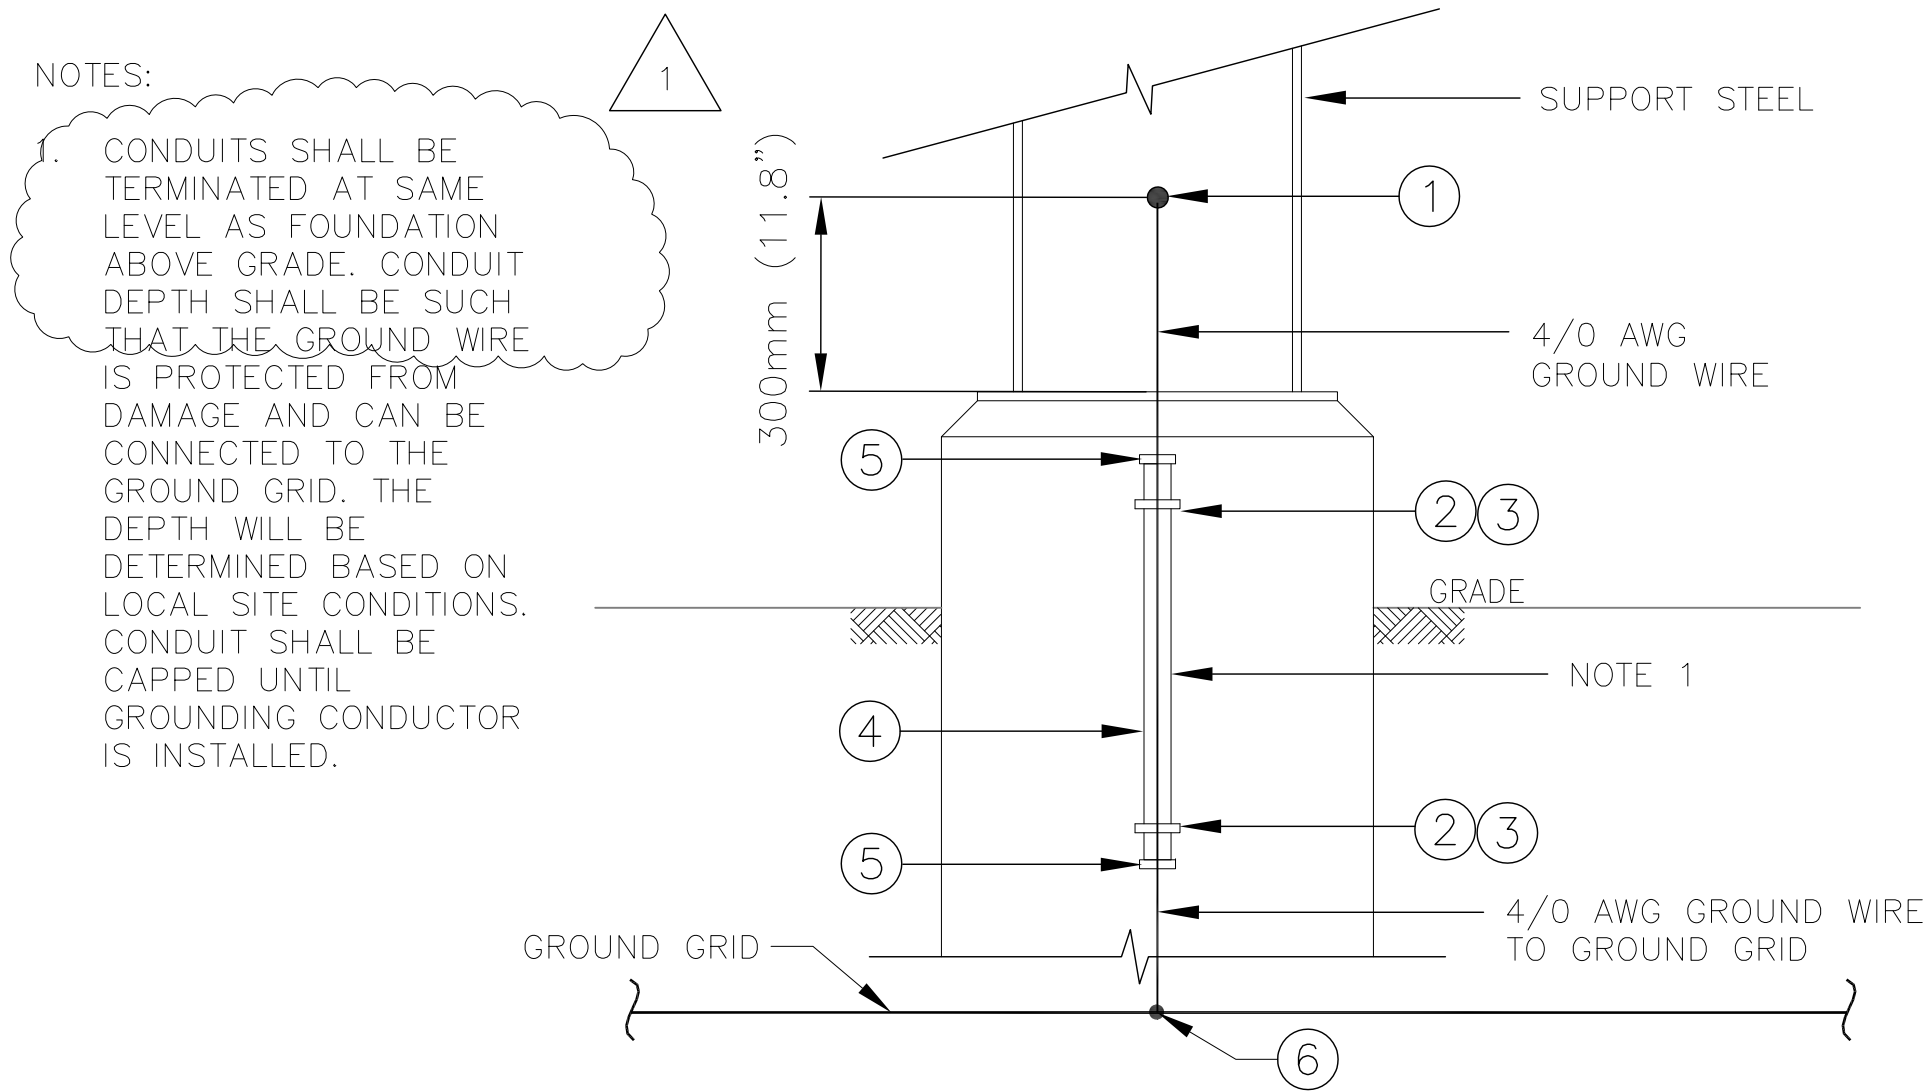 NOTES:
1. CONDUITS SHALL BE
TERMINATED AT SAME
LEVEL AS FOUNDATION
ABOVE GRADE. CONDUIT
DEPTH SHALL BE SUCH
THAT THE GROUND WIRE
IS PROTECTED FROM
DAMAGE AND CAN BE
CONNECTED TO THE
GROUND GRID. THE
DEPTH WILL BE
DETERMINED BASED ON
LOCAL SITE CONDITIONS.
CONDUIT SHALL BE
CAPPED UNTIL
GROUNDING CONDUCTOR
IS INSTALLED.
1
SUPPORT STEEL
1
300mm (11.8")
4/0 AWG
GROUND WIRE
5
2 3
GRADE
NOTE 1
4
2 3
5
4/0 AWG GROUND WIRE
TO GROUND GRID
GROUND GRID
6